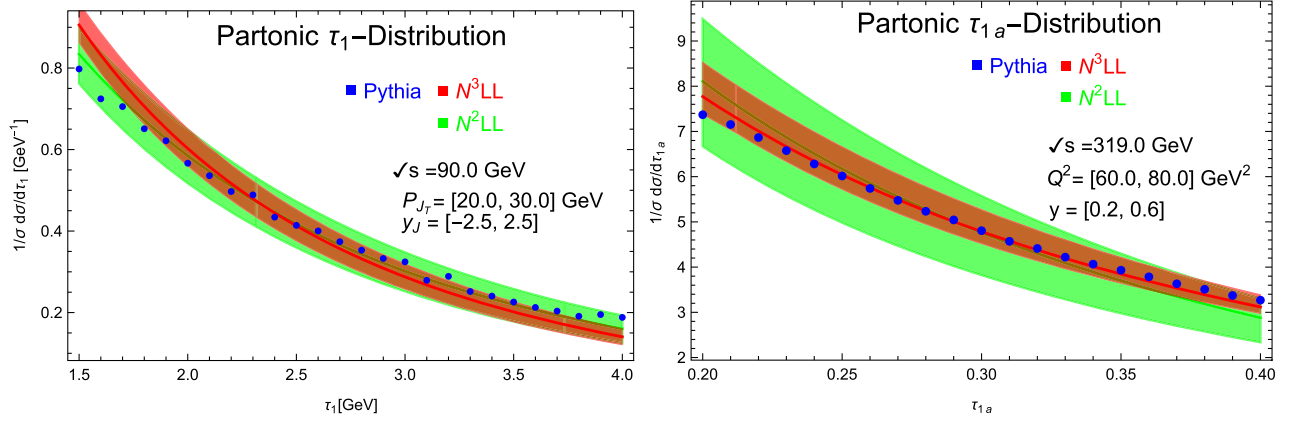 Partonic τ₁−Distribution
Pythia
N³LL
N²LL
✓s =90.0 GeV
P_{J_T}= [20.0, 30.0] GeV
y_J = [−2.5, 2.5]
1/σ dσ/dτ₁ [GeV⁻¹]
0.8
0.6
0.4
0.2
1.5 2.0 2.5 3.0 3.5 4.0
τ₁[GeV]
Partonic τ₁ₐ−Distribution
Pythia
N³LL
N²LL
✓s =319.0 GeV
Q²= [60.0, 80.0] GeV²
y = [0.2, 0.6]
1/σ dσ/dτ₁ₐ
9
8
7
6
5
4
3
2
0.20 0.25 0.30 0.35 0.40
τ₁ₐ